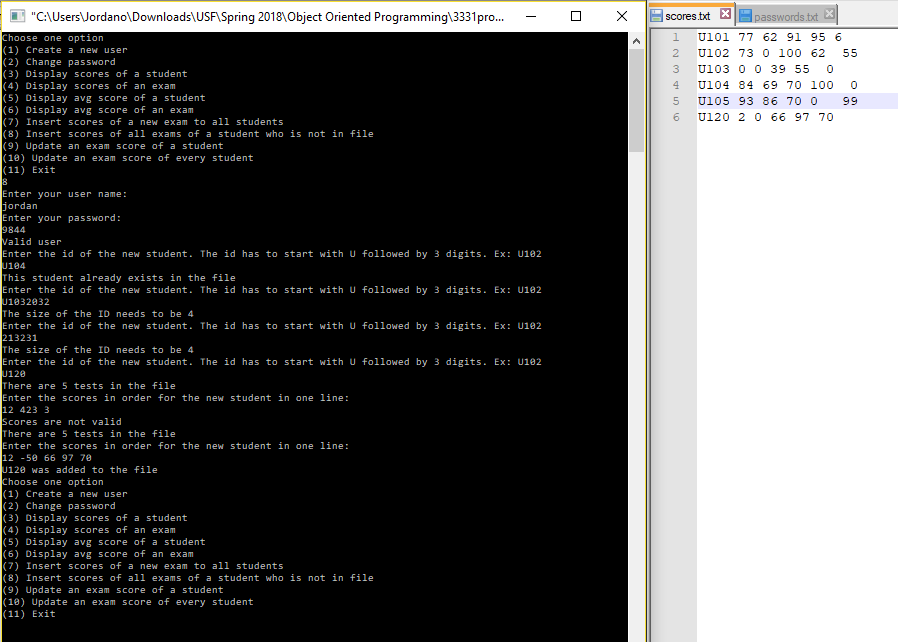 "C:\Users\Jordano\Downloads\USF\Spring 2018\Object Oriented Programming\3331pro...
Choose one option
(1) Create a new user
(2) Change password
(3) Display scores of a student
(4) Display scores of an exam
(5) Display avg score of a student
(6) Display avg score of an exam
(7) Insert scores of a new exam to all students
(8) Insert scores of all exams of a student who is not in file
(9) Update an exam score of a student
(10) Update an exam score of every student
(11) Exit
8
Enter your user name:
jordan
Enter your password:
9844
Valid user
Enter the id of the new student. The id has to start with U followed by 3 digits. Ex: U102
U104
This student already exists in the file
Enter the id of the new student. The id has to start with U followed by 3 digits. Ex: U102
U1032032
The size of the ID needs to be 4
Enter the id of the new student. The id has to start with U followed by 3 digits. Ex: U102
213231
The size of the ID needs to be 4
Enter the id of the new student. The id has to start with U followed by 3 digits. Ex: U102
U120
There are 5 tests in the file
Enter the scores in order for the new student in one line:
12 423 3
Scores are not valid
There are 5 tests in the file
Enter the scores in order for the new student in one line:
12 -50 66 97 70
U120 was added to the file
Choose one option
(1) Create a new user
(2) Change password
(3) Display scores of a student
(4) Display scores of an exam
(5) Display avg score of a student
(6) Display avg score of an exam
(7) Insert scores of a new exam to all students
(8) Insert scores of all exams of a student who is not in file
(9) Update an exam score of a student
(10) Update an exam score of every student
(11) Exit
scores.txt passwords.txt
1 U101 77 62 91 95 6
2 U102 73 0 100 62 55
3 U103 0 0 39 55 0
4 U104 84 69 70 100 0
5 U105 93 86 70 0 99
6 U120 2 0 66 97 70